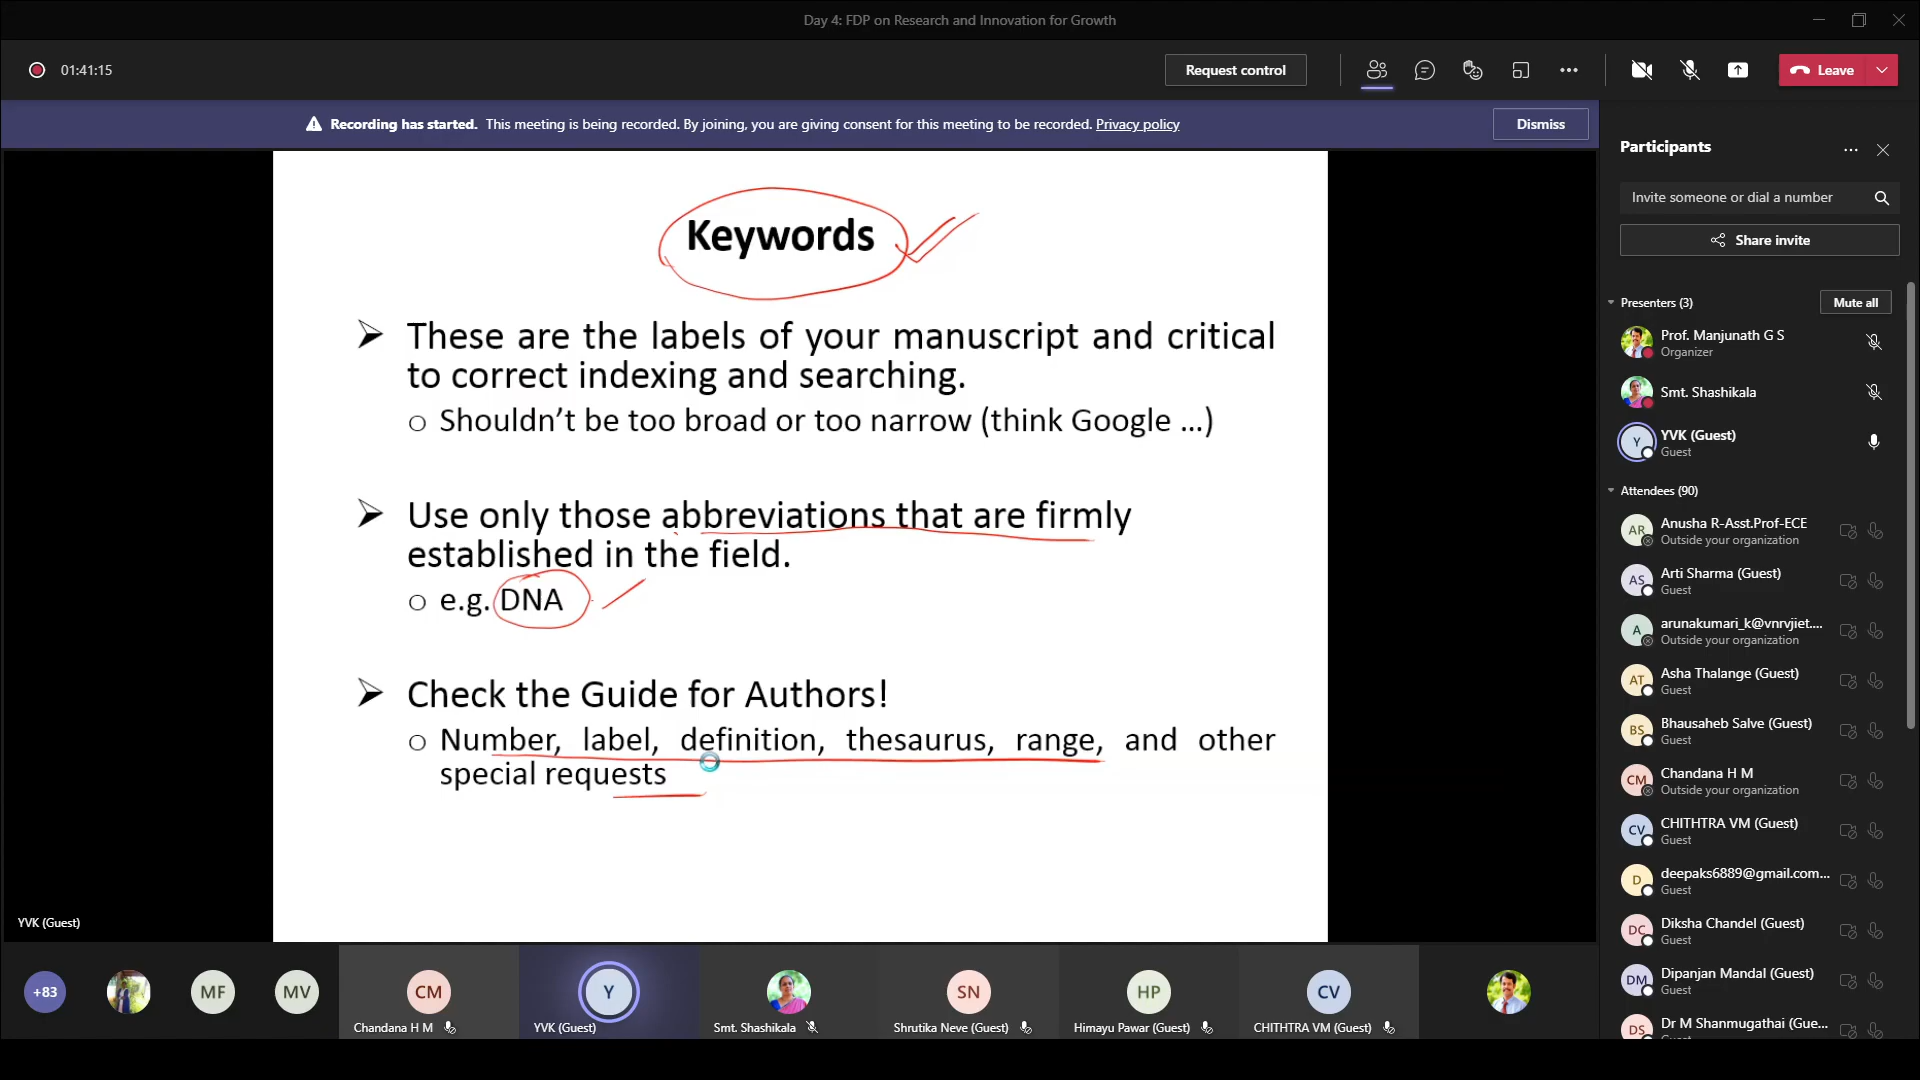 Day 4: FDP on Research and Innovation for Growth
01:41:15
Request control
Leave
Recording has started. This meeting is being recorded. By joining, you are giving consent for this meeting to be recorded. Privacy policy
Dismiss
Keywords
These are the labels of your manuscript and critical
to correct indexing and searching.
Shouldn’t be too broad or too narrow (think Google ...)
Use only those abbreviations that are firmly
established in the field.
e.g. DNA
Check the Guide for Authors!
Number, label, definition, thesaurus, range, and other
special requests
YVK (Guest)
+83
MF
MV
CM
Chandana H M
Y
YVK (Guest)
Smt. Shashikala
SN
Shrutika Neve (Guest)
HP
Himayu Pawar (Guest)
CV
CHITHTRA VM (Guest)
Participants
Invite someone or dial a number
Share invite
Presenters (3)
Mute all
Prof. Manjunath G S
Organizer
Smt. Shashikala
Y
YVK (Guest)
Guest
Attendees (90)
AR
Anusha R-Asst.Prof-ECE
Outside your organization
AS
Arti Sharma (Guest)
Guest
A
arunakumari_k@vnrvjiet....
Outside your organization
AT
Asha Thalange (Guest)
Guest
BS
Bhausaheb Salve (Guest)
Guest
CM
Chandana H M
Outside your organization
CV
CHITHTRA VM (Guest)
Guest
D
deepaks6889@gmail.com...
Guest
DC
Diksha Chandel (Guest)
Guest
DM
Dipanjan Mandal (Guest)
Guest
DS
Dr M Shanmugathai (Gue...
Guest